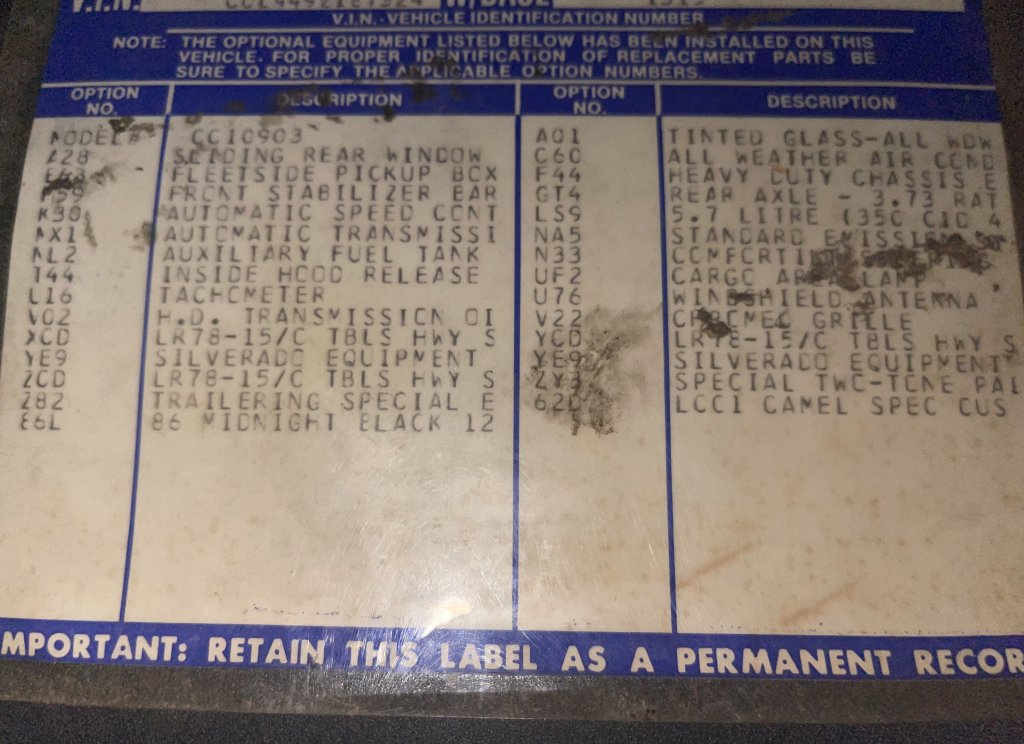 V.I.N.
V.I.N.-VEHICLE IDENTIFICATION NUMBER
NOTE: THE OPTIONAL EQUIPMENT LISTED BELOW HAS BEEN INSTALLED ON THIS
VEHICLE. FOR PROPER IDENTIFICATION OF REPLACEMENT PARTS BE
SURE TO SPECIFY THE APPLICABLE OPTION NUMBERS.
OPTION NO. DESCRIPTION OPTION NO. DESCRIPTION
MODEL# CC10903 A01 TINTED GLASS-ALL WDW
A28 SLIDING REAR WINDOW C60 ALL WEATHER AIR COND
FLEETSIDE PICKUP BOX F44 HEAVY DUTY CHASSIS E
FRONT STABILIZER BAR GT4 REAR AXLE - 3.73 RAT
K30 AUTOMATIC SPEED CONT LS9 5.7 LITRE (350 CID 4
MX1 AUTOMATIC TRANSMISSI NA5 STANDARD EMISSION
NL2 AUXILIARY FUEL TANK N33 COMFORTILT STEERING
T44 INSIDE HOOD RELEASE UF2 CARGO AREA LAMP
U16 TACHOMETER U76 WINDSHIELD ANTENNA
V02 H.D. TRANSMISSION OI V22 CHROMED GRILLE
XCD LR78-15/C TBLS HWY S YCD LR78-15/C TBLS HWY S
YE9 SILVERADO EQUIPMENT YE9 SILVERADO EQUIPMENT
ZCD LR78-15/C TBLS HWY S ZY3 SPECIAL TWO-TONE PAI
Z82 TRAILERING SPECIAL E 62 LCCI CAMEL SPEC CUS
86L 86 MIDNIGHT BLACK 12
IMPORTANT: RETAIN THIS LABEL AS A PERMANENT RECOR